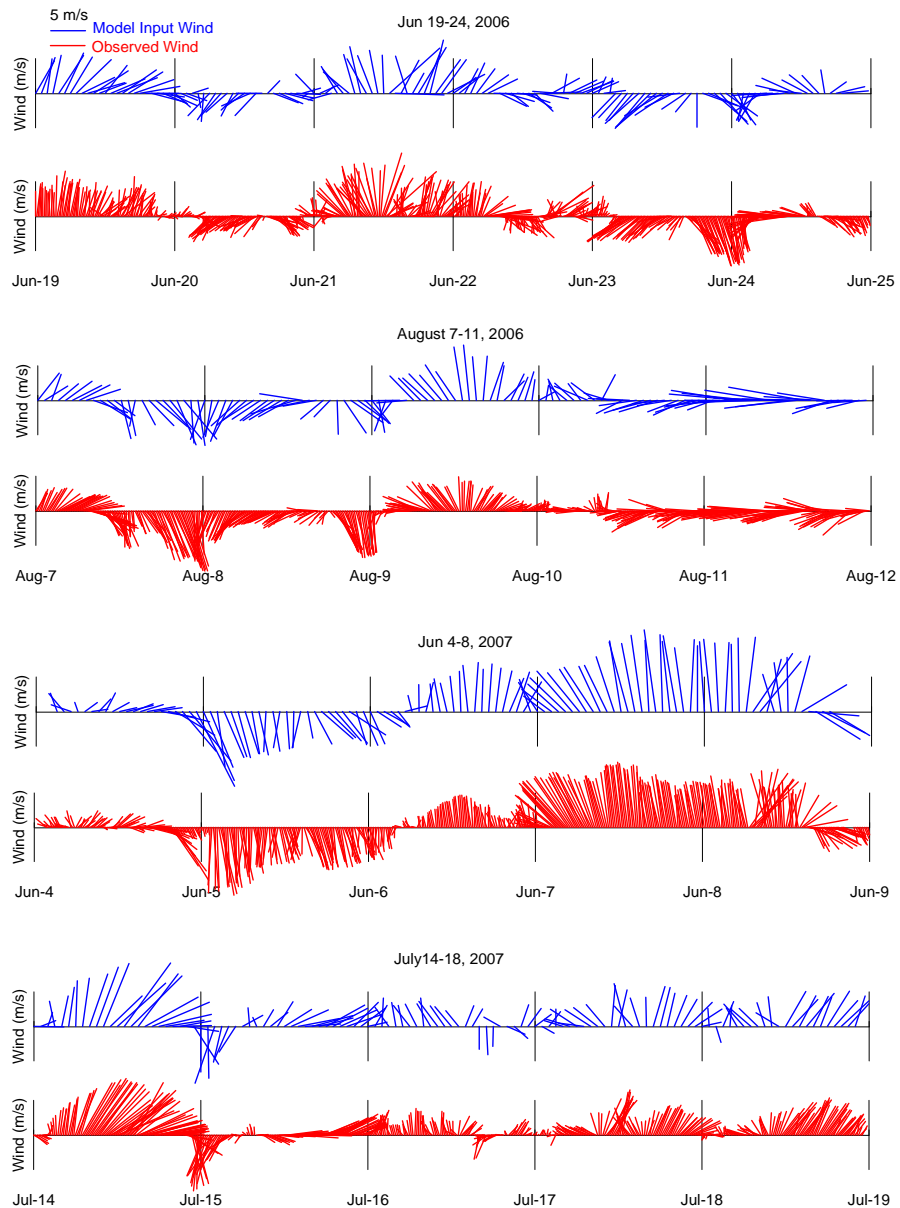 5 m/s
Model Input Wind
Observed Wind
Jun 19-24, 2006
Wind (m/s)
Wind (m/s)
Jun-19 Jun-20 Jun-21 Jun-22 Jun-23 Jun-24 Jun-25
August 7-11, 2006
Wind (m/s)
Wind (m/s)
Aug-7 Aug-8 Aug-9 Aug-10 Aug-11 Aug-12
Jun 4-8, 2007
Wind (m/s)
Wind (m/s)
Jun-4 Jun-5 Jun-6 Jun-7 Jun-8 Jun-9
July14-18, 2007
Wind (m/s)
Wind (m/s)
Jul-14 Jul-15 Jul-16 Jul-17 Jul-18 Jul-19